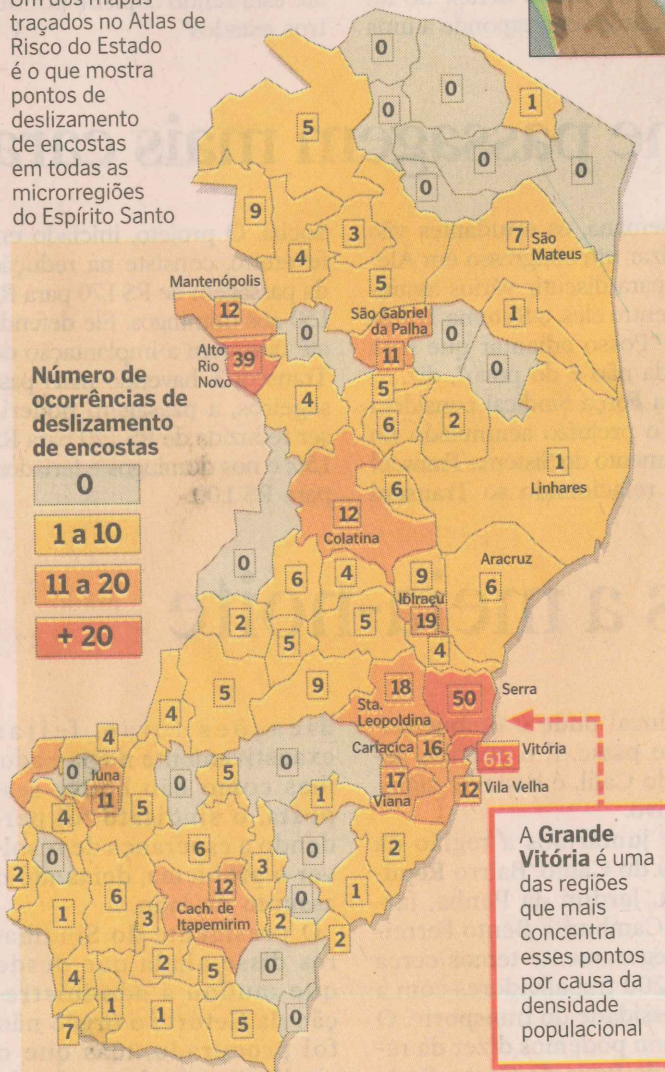 Um dos mapas
traçados no Atlas de
Risco do Estado
é o que mostra
pontos de
deslizamento
de encostas
em todas as
microrregiões
do Espírito Santo
0
0
0
1
5
0
0
0
9
3
4
7 São
Mateus
5
Mantenópolis
12
São Gabriel
da Palha
11
1
0
0
0
Alto
Rio
Novo
39
Número de
ocorrências de
deslizamento
de encostas
0
1 a 10
11 a 20
+ 20
4
5
6
2
1
Linhares
6
12
Colatina
0
6
4
9
Aracruz
6
Ibiraçu
19
2
5
5
4
9
18
Sta.
Leopoldina
50
Serra
5
4
Cariacica
16
613
Vitória
17
Viana
12 Vila Velha
4
0
Iúna
11
0
5
0
1
4
5
6
0
2
0
2
3
12
Cach. de
Itapemirim
6
1
3
1
2
2
4
2
5
0
7
1
1
5
0
A Grande
Vitória é uma
das regiões
que mais
concentra
esses pontos
por causa da
densidade
populacional